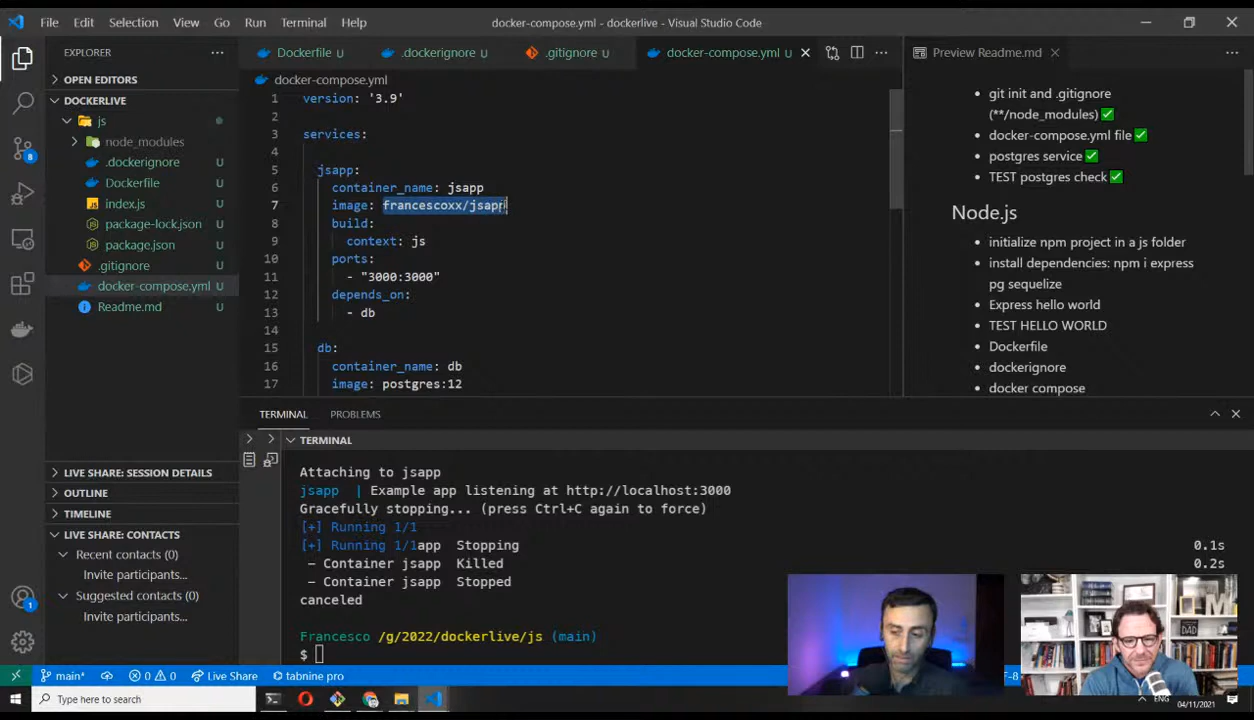 File Edit Selection View Go Run Terminal Help
docker-compose.yml - dockerlive - Visual Studio Code
EXPLORER
OPEN EDITORS
DOCKERLIVE
js
node_modules
.dockerignore U
Dockerfile U
index.js U
package-lock.json U
package.json U
.gitignore U
docker-compose.yml U
Readme.md U
LIVE SHARE: SESSION DETAILS
OUTLINE
TIMELINE
LIVE SHARE: CONTACTS
Recent contacts (0)
Invite participants...
Suggested contacts (0)
Invite participants...
8
1
Dockerfile U .dockerignore U .gitignore U docker-compose.yml U
docker-compose.yml
1 version: '3.9'
2
3 services:
4
5 jsapp:
6 container_name: jsapp
7 image: francescoxx/jsapp
8 build:
9 context: js
10 ports:
11 - "3000:3000"
12 depends_on:
13 - db
14
15 db:
16 container_name: db
17 image: postgres:12
Preview Readme.md
• git init and .gitignore
(**/node_modules) ✅
• docker-compose.yml file ✅
• postgres service ✅
• TEST postgres check ✅
Node.js
• initialize npm project in a js folder
• install dependencies: npm i express
pg sequelize
• Express hello world
• TEST HELLO WORLD
• Dockerfile
• dockerignore
• docker compose
TERMINAL PROBLEMS
TERMINAL
Attaching to jsapp
jsapp | Example app listening at http://localhost:3000
Gracefully stopping... (press Ctrl+C again to force)
[+] Running 1/1
[+] Running 1/1app Stopping 0.1s
- Container jsapp Killed 0.2s
- Container jsapp Stopped
canceled
Francesco /g/2022/dockerlive/js (main)
$
DAD
M
main* 0 0 Live Share tabnine pro
F-8
Type here to search
ENG
04/11/2021
1